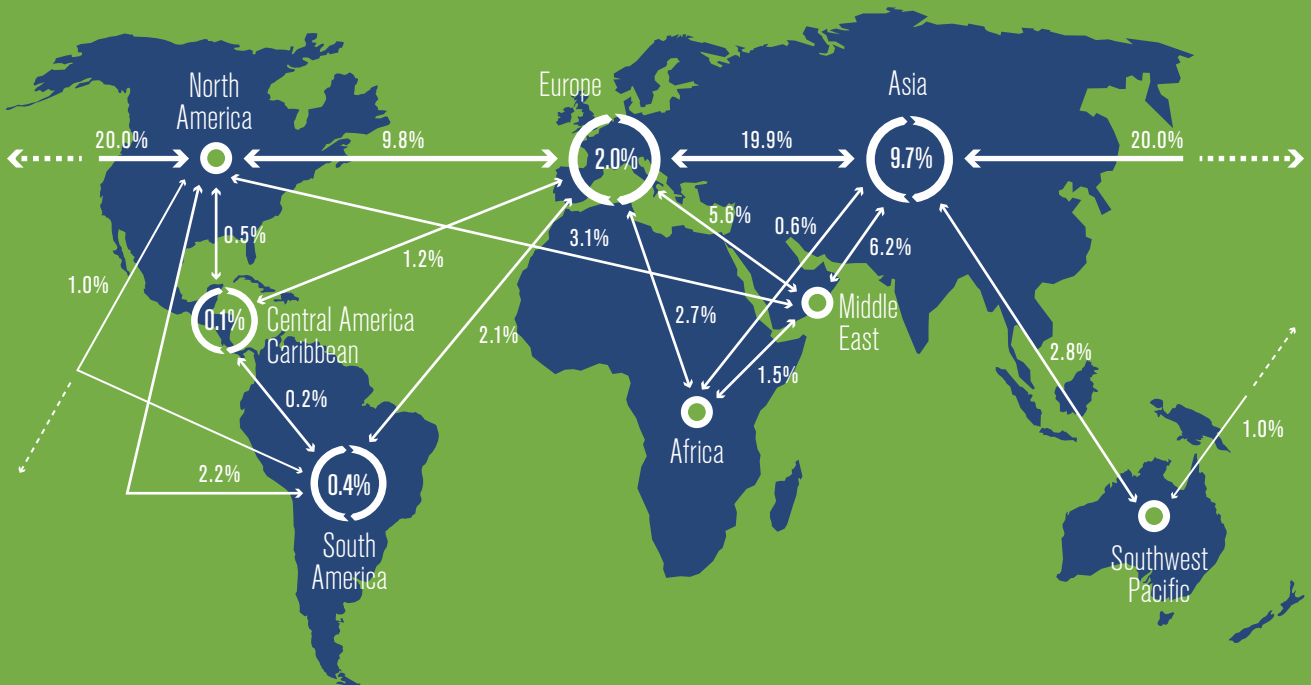 North
America
Europe
Asia
20.0%
9.8%
2.0%
19.9%
9.7%
20.0%
0.5%
1.2%
3.1%
5.6%
0.6%
6.2%
1.0%
0.1%
Central America
Caribbean
2.1%
2.7%
Middle
East
1.5%
2.8%
0.2%
1.0%
2.2%
0.4%
Africa
South
America
Southwest
Pacific